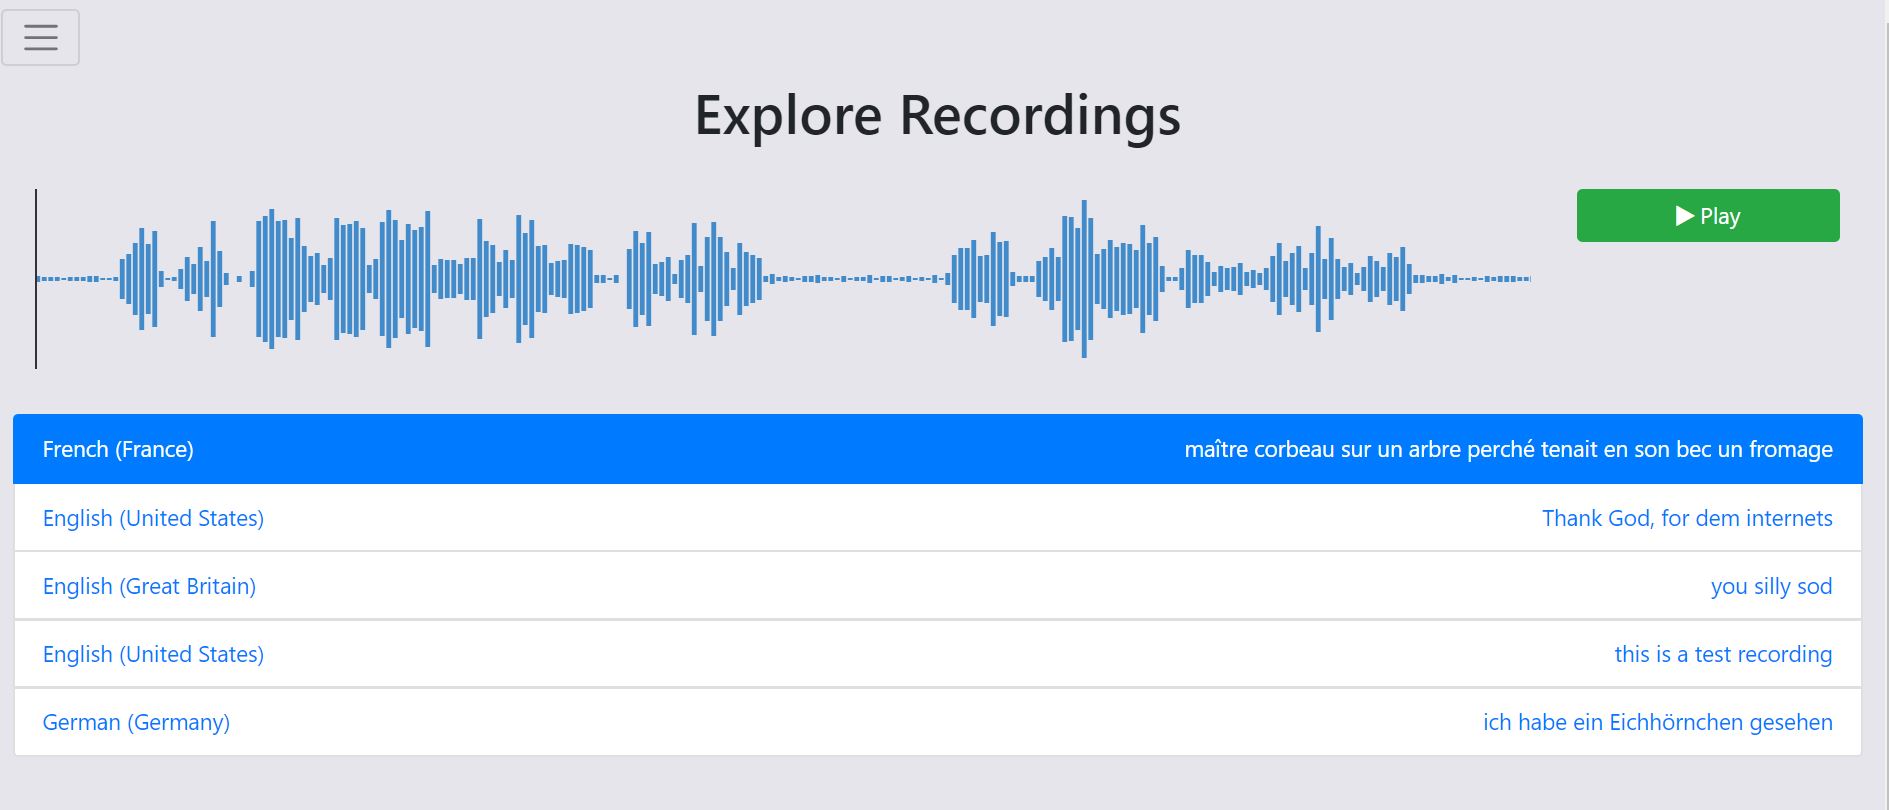 Explore Recordings
Play
French (France) maître corbeau sur un arbre perché tenait en son bec un fromage
English (United States) Thank God, for dem internets
English (Great Britain) you silly sod
English (United States) this is a test recording
German (Germany) ich habe ein Eichhörnchen gesehen